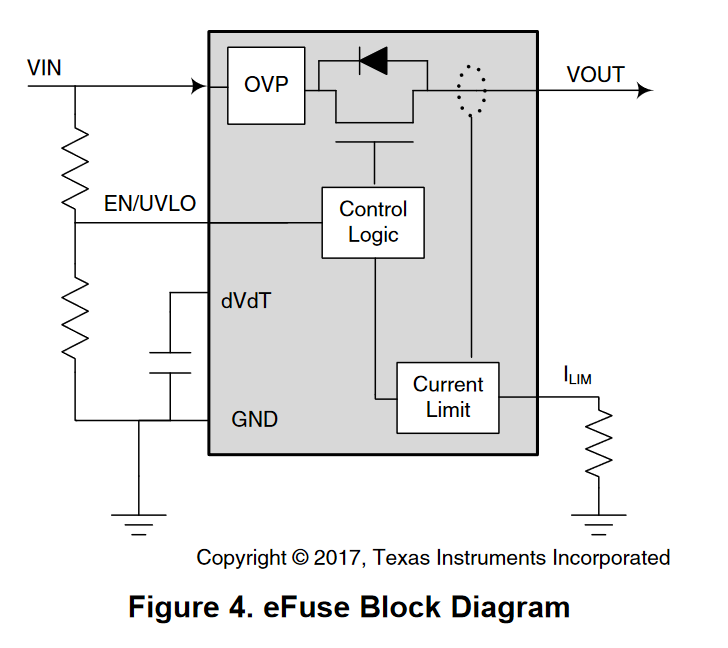 VIN
OVP
VOUT
EN/UVLO
Control
Logic
dVdT
Current
Limit
ILIM
GND
Copyright © 2017, Texas Instruments Incorporated
Figure 4. eFuse Block Diagram